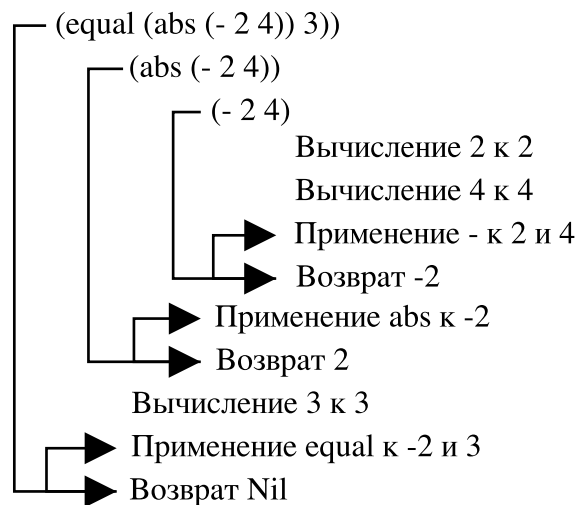 (equal (abs (- 2 4)) 3))
(abs (- 2 4))
(- 2 4)
Вычисление 2 к 2
Вычисление 4 к 4
Применение - к 2 и 4
Возврат -2
Применение abs к -2
Возврат 2
Вычисление 3 к 3
Применение equal к -2 и 3
Возврат Nil